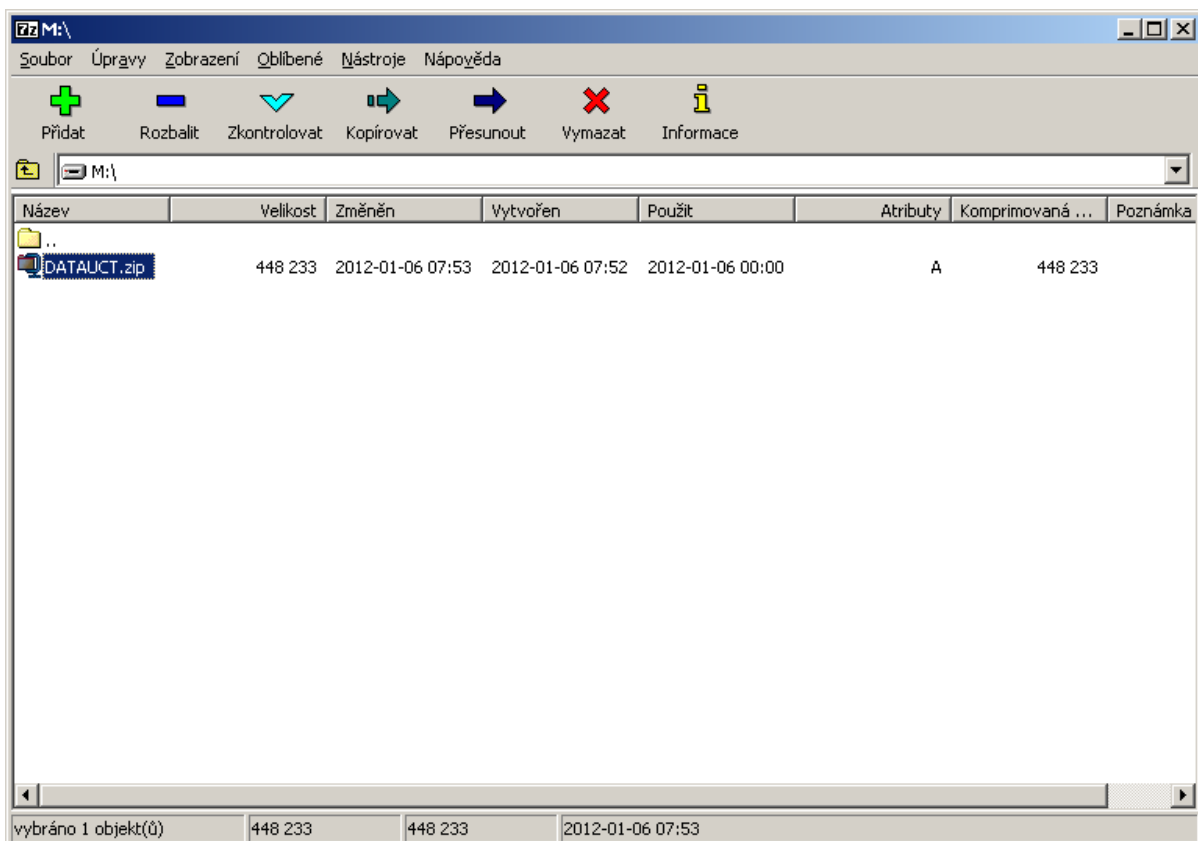 7z M:\
Soubor Úpravy Zobrazení Oblíbené Nástroje Nápověda
Přidat Rozbalit Zkontrolovat Kopírovat Přesunout Vymazat Informace
M:\
Název Velikost Změněn Vytvořen Použit Atributy Komprimovaná ... Poznámka
..
DATAUCT.zip 448 233 2012-01-06 07:53 2012-01-06 07:52 2012-01-06 00:00 A 448 233
vybráno 1 objekt(ů) 448 233 448 233 2012-01-06 07:53